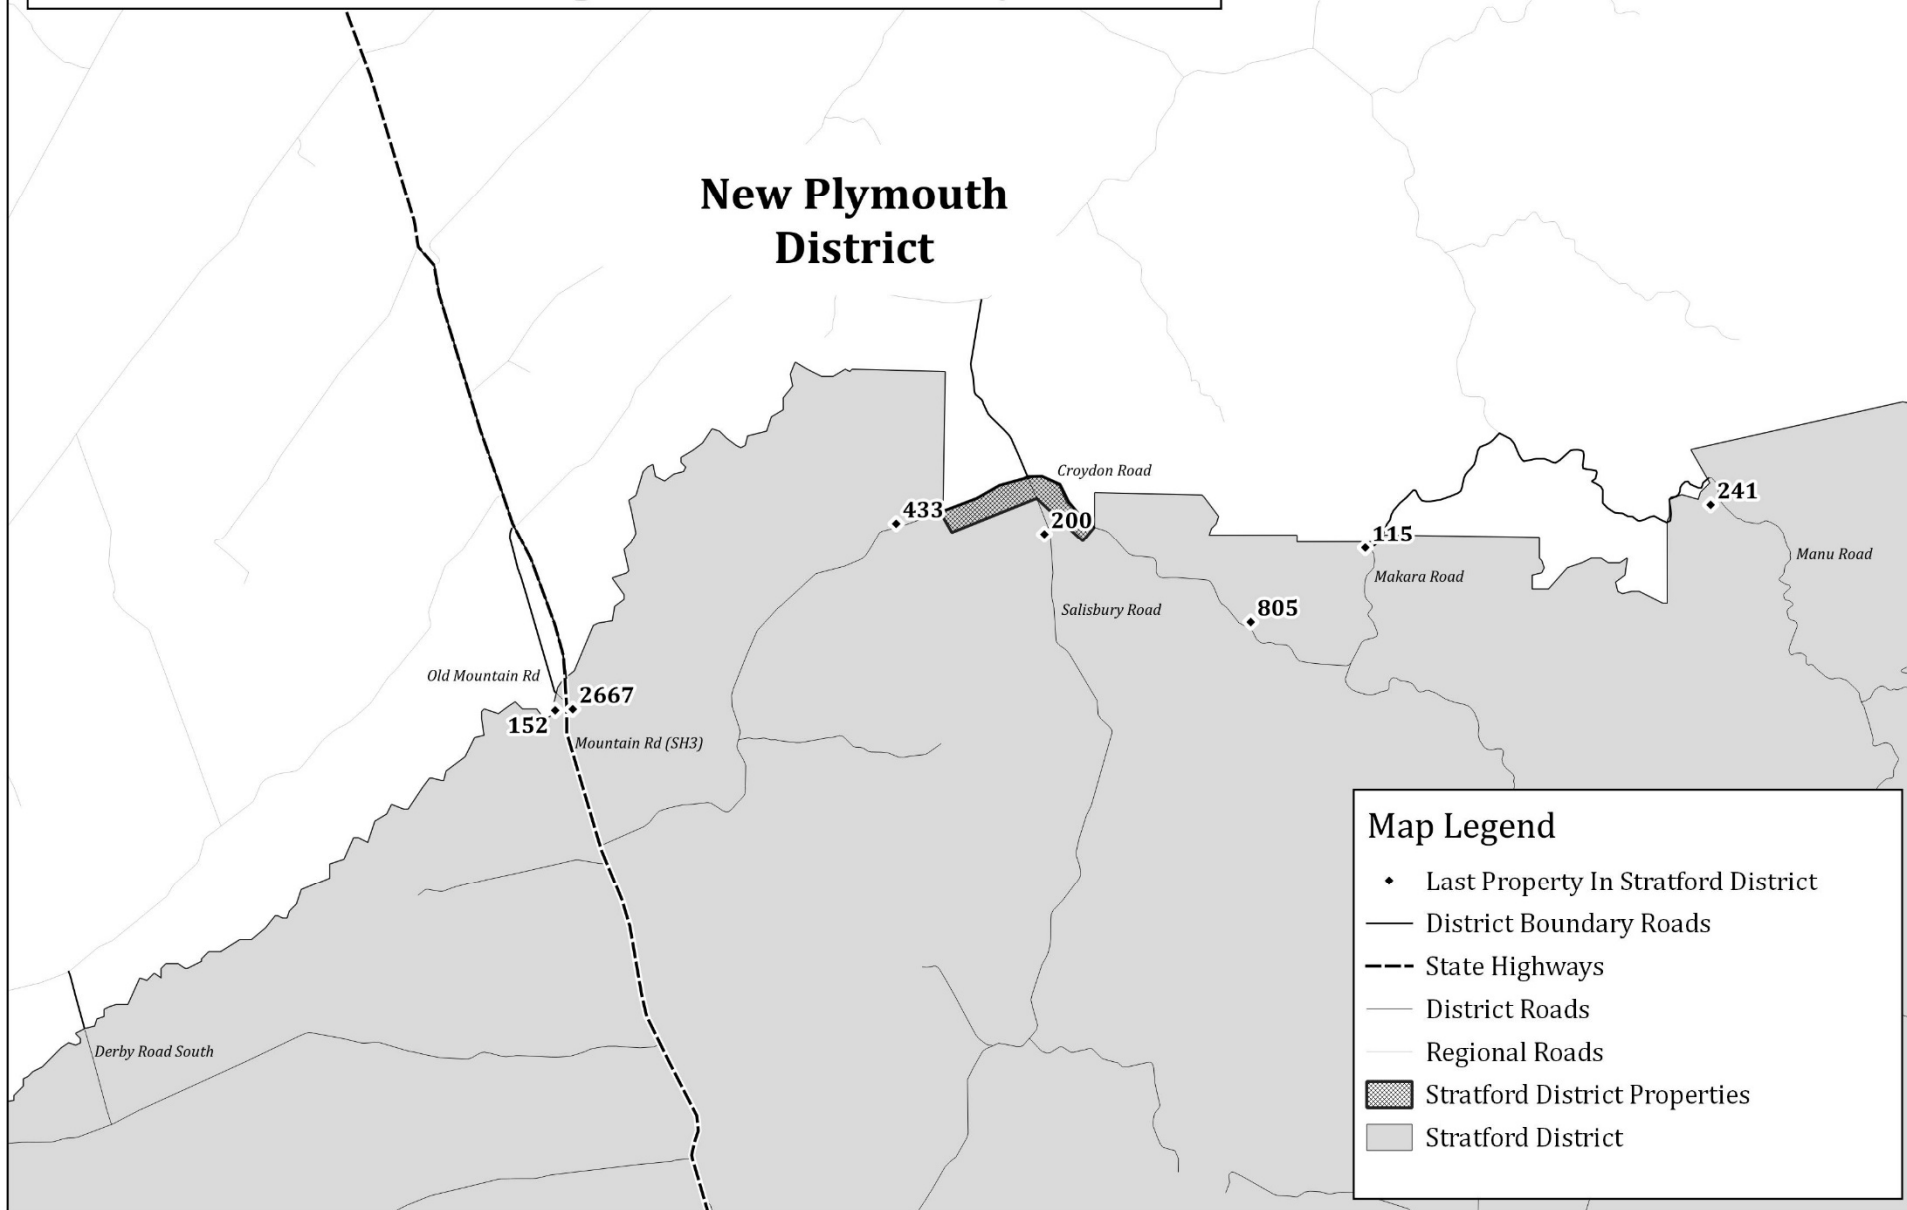 New Plymouth
District
Croydon Road
433
200
241
115
Manu Road
Makara Road
805
Salisbury Road
Old Mountain Rd
2667
152
Mountain Rd (SH3)
Derby Road South
Map Legend
Last Property In Stratford District
District Boundary Roads
State Highways
District Roads
Regional Roads
Stratford District Properties
Stratford District